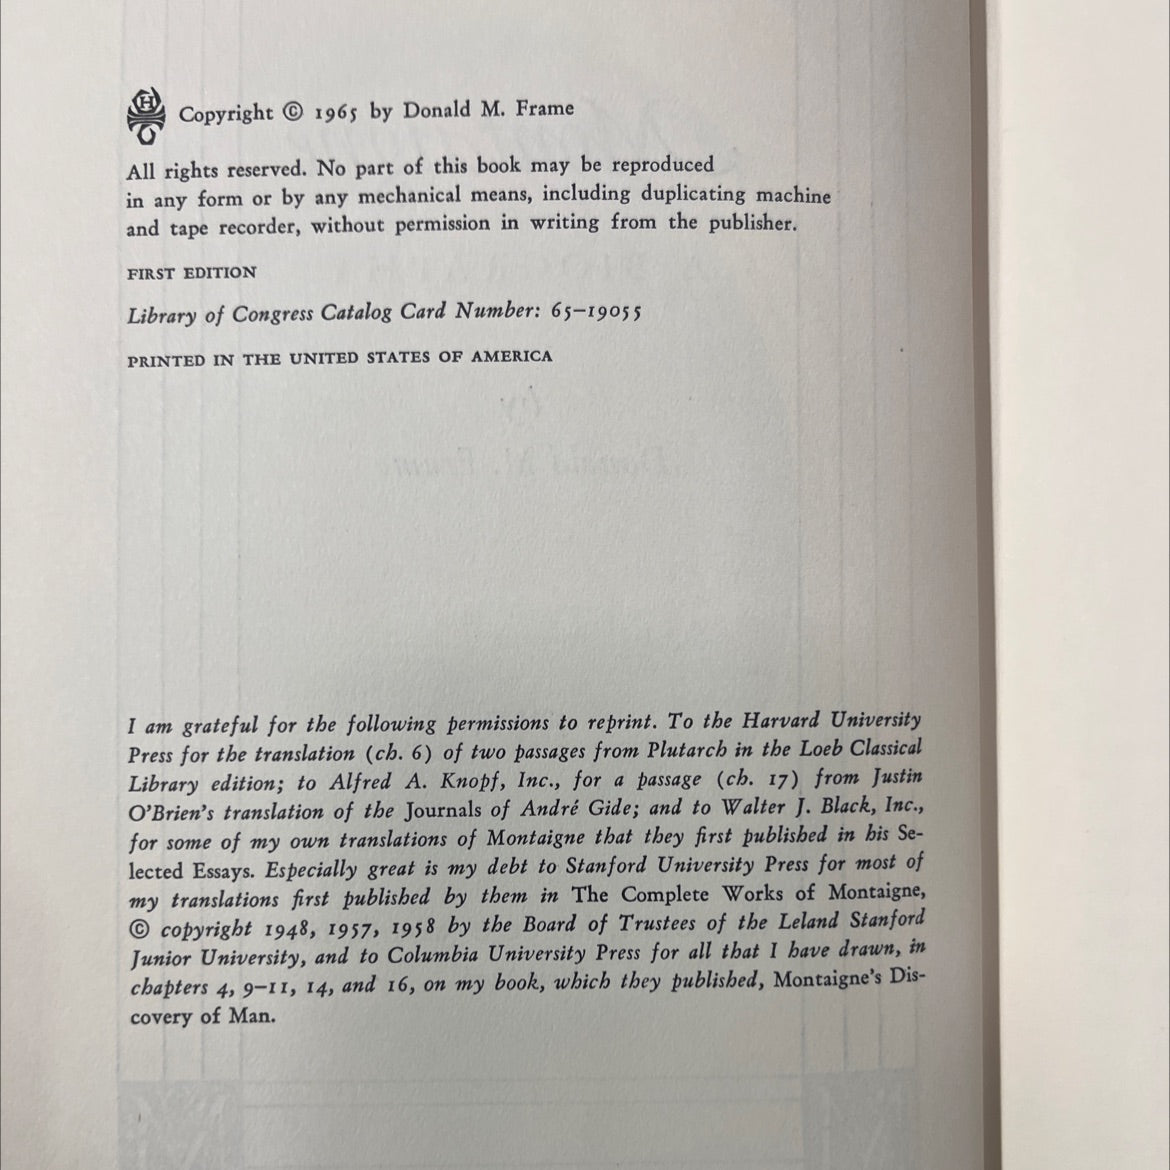 H
Copyright © 1965 by Donald M. Frame
All rights reserved. No part of this book may be reproduced
in any form or by any mechanical means, including duplicating machine
and tape recorder, without permission in writing from the publisher.
FIRST EDITION
Library of Congress Catalog Card Number: 65–19055
PRINTED IN THE UNITED STATES OF AMERICA
I am grateful for the following permissions to reprint. To the Harvard University
Press for the translation (ch. 6) of two passages from Plutarch in the Loeb Classical
Library edition; to Alfred A. Knopf, Inc., for a passage (ch. 17) from Justin
O'Brien's translation of the Journals of André Gide; and to Walter J. Black, Inc.,
for some of my own translations of Montaigne that they first published in his Se-
lected Essays. Especially great is my debt to Stanford University Press for most of
my translations first published by them in The Complete Works of Montaigne,
© copyright 1948, 1957, 1958 by the Board of Trustees of the Leland Stanford
Junior University, and to Columbia University Press for all that I have drawn, in
chapters 4, 9–11, 14, and 16, on my book, which they published, Montaigne's Dis-
covery of Man.